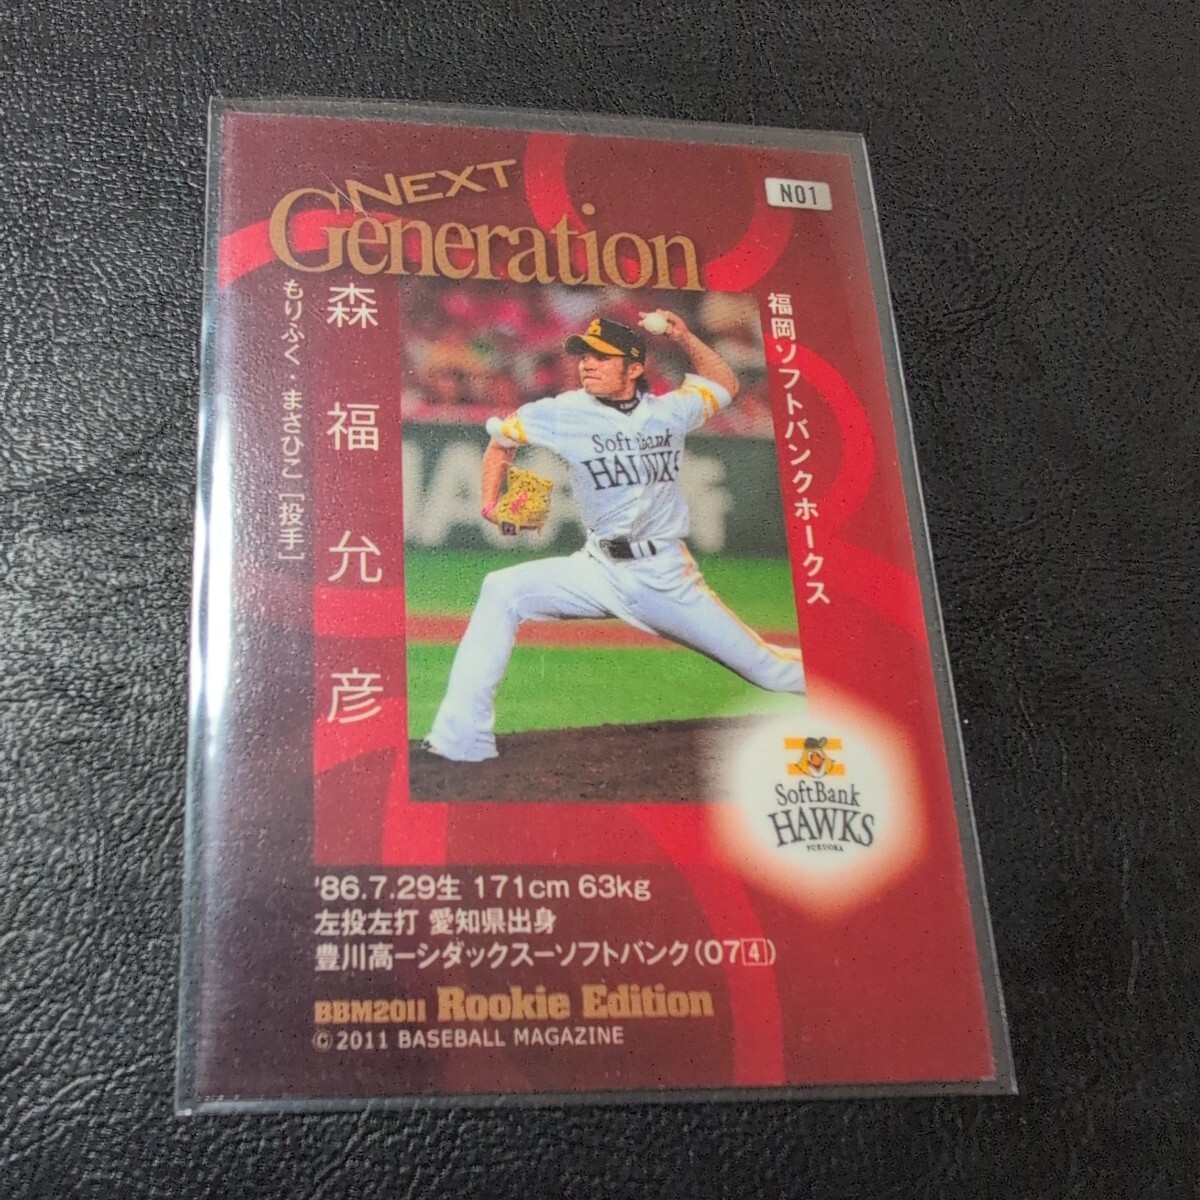 NEXT
Generation
N01
森福允彦
もりふく・まさひこ [投手]
福岡ソフトバンクホークス
SoftBank
HAWKS
SoftBank
HAWKS
FUKUOKA
'86.7.29生 171cm 63kg
左投左打 愛知県出身
豊川高ーシダックスーソフトバンク(07④)
BBM2011 Rookie Edition
©2011 BASEBALL MAGAZINE